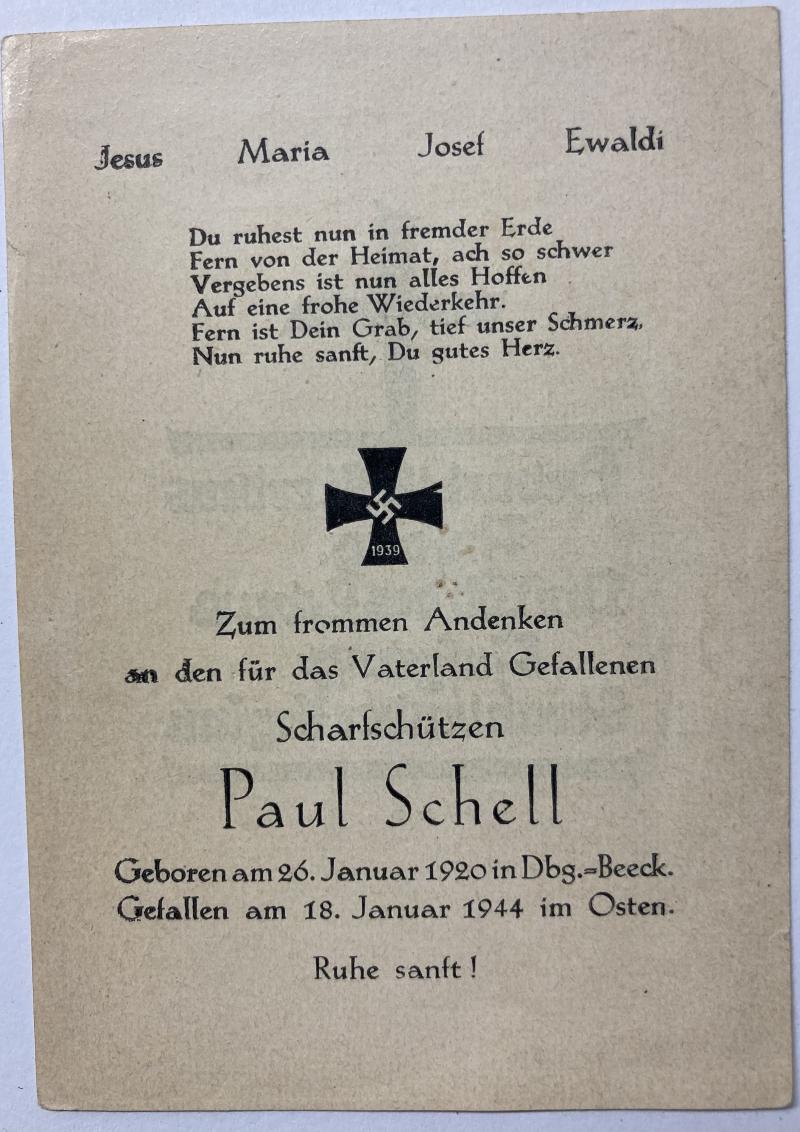 Jesus Maria Josef Ewaldi
Du ruhest nun in fremder Erde
Fern von der Heimat, ach so schwer
Vergebens ist nun alles Hoffen
Auf eine frohe Wiederkehr.
Fern ist Dein Grab, tief unser Schmerz,
Nun ruhe sanft, Du gutes Herz.
1939
Zum frommen Andenken
an den für das Vaterland Gefallenen
Scharfschützen
Paul Schell
Geboren am 26. Januar 1920 in Dbg.=Beeck.
Gefallen am 18. Januar 1944 im Osten.
Ruhe sanft!